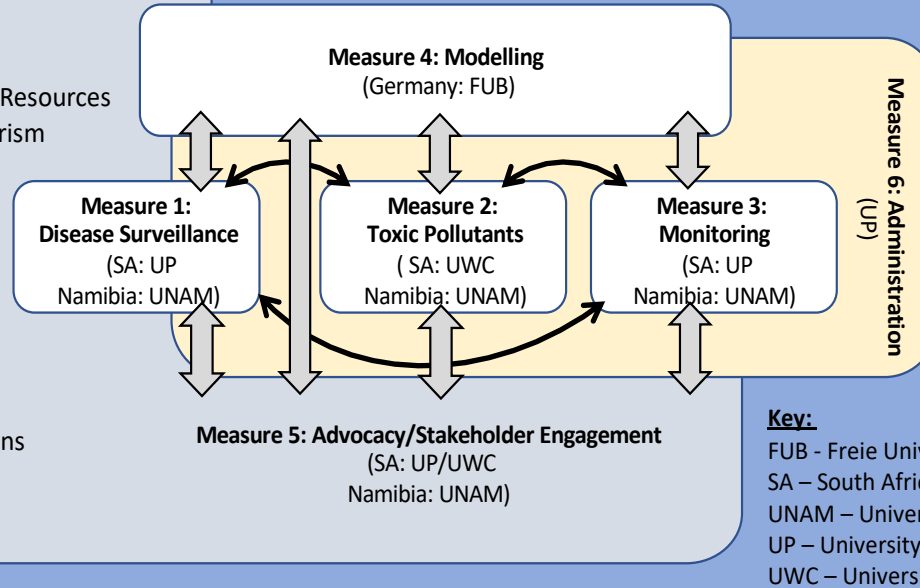 Resources
rism
ns
Measure 4: Modelling
(Germany: FUB)
Measure 1:
Disease Surveillance
(SA: UP
Namibia: UNAM)
Measure 2:
Toxic Pollutants
( SA: UWC
Namibia: UNAM)
Measure 3:
Monitoring
(SA: UP
Namibia: UNAM)
Measure 6: Administration
(UP)
Measure 5: Advocacy/Stakeholder Engagement
(SA: UP/UWC
Namibia: UNAM)
Key:
FUB - Freie Univ
SA – South Afric
UNAM – Univer
UP – University
UWC – Univers